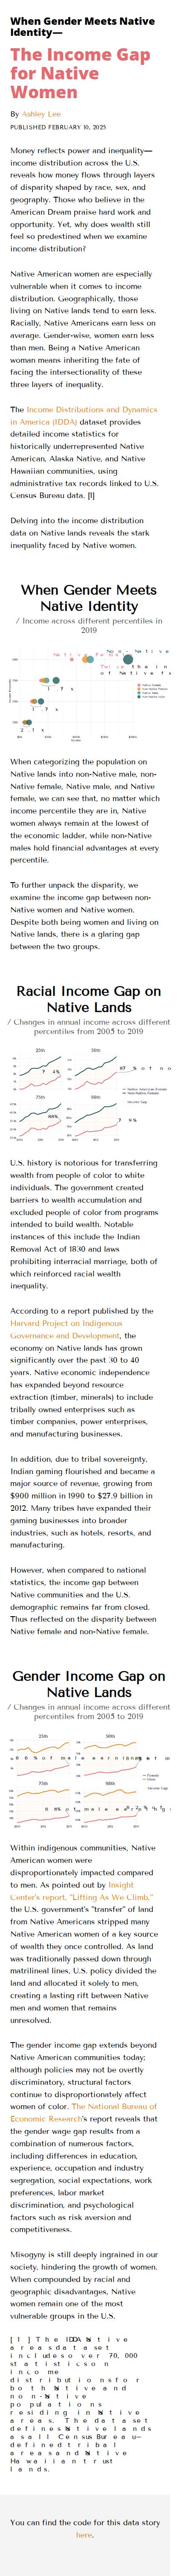 When Gender Meets Native
Identity—
The Income Gap
for Native
Women
By Ashley Lee
PUBLISHED FEBRUARY 10, 2025
Money reflects power and inequality—
income distribution across the U.S.
reveals how money flows through layers
of disparity shaped by race, sex, and
geography. Those who believe in the
American Dream praise hard work and
opportunity. Yet, why does wealth still
feel so predestined when we examine
income distribution?
Native American women are especially
vulnerable when it comes to income
distribution. Geographically, those
living on Native lands tend to earn less.
Racially, Native Americans earn less on
average. Gender-wise, women earn less
than men. Being a Native American
woman means inheriting the fate of
facing the intersectionality of these
three layers of inequality.
The Income Distributions and Dynamics
in America (IDDA) dataset provides
detailed income statistics for
historically underrepresented Native
American, Alaska Native, and Native
Hawaiian communities, using
administrative tax records linked to U.S.
Census Bureau data. [1]
Delving into the income distribution
data on Native lands reveals the stark
inequality faced by Native women.
When Gender Meets
Native Identity
/ Income across different percentiles in
2019
When categorizing the population on
Native lands into non-Native male, non-
Native female, Native male, and Native
female, we can see that, no matter which
income percentile they are in, Native
women always remain at the lowest of
the economic ladder, while non-Native
males hold financial advantages at every
percentile.
To further unpack the disparity, we
examine the income gap between non-
Native women and Native women.
Despite both being women and living on
Native lands, there is a glaring gap
between the two groups.
Racial Income Gap on
Native Lands
/ Changes in annual income across different
percentiles from 2005 to 2019
25th
50th
75th
98th
U.S. history is notorious for transferring
wealth from people of color to white
individuals. The government created
barriers to wealth accumulation and
excluded people of color from programs
intended to build wealth. Notable
instances of this include the Indian
Removal Act of 1830 and laws
prohibiting interracial marriage, both of
which reinforced racial wealth
inequality.
According to a report published by the
Harvard Project on Indigenous
Governance and Development, the
economy on Native lands has grown
significantly over the past 30 to 40
years. Native economic independence
has expanded beyond resource
extraction (timber, minerals) to include
tribally owned enterprises such as
timber companies, power enterprises,
and manufacturing businesses.
In addition, due to tribal sovereignty,
Indian gaming flourished and became a
major source of revenue, growing from
$900 million in 1990 to $27.9 billion in
2012. Many tribes have expanded their
gaming businesses into broader
industries, such as hotels, resorts, and
manufacturing.
However, when compared to national
statistics, the income gap between
Native communities and the U.S.
demographic remains far from closed.
Thus reflected on the disparity between
Native female and non-Native female.
Gender Income Gap on
Native Lands
/ Changes in annual income across different
percentiles from 2005 to 2019
25th
50th
75th
98th
Within indigenous communities, Native
American women were
disproportionately impacted compared
to men. As pointed out by Insight
Center's report, "Lifting As We Climb,"
the U.S. government's "transfer" of land
from Native Americans stripped many
Native American women of a key source
of wealth they once controlled. As land
was traditionally passed down through
matrilineal lines, U.S. policy divided the
land and allocated it solely to men,
creating a lasting rift between Native
men and women that remains
unresolved.
The gender income gap extends beyond
Native American communities today;
although policies may not be overtly
discriminatory, structural factors
continue to disproportionately affect
women of color. The National Bureau of
Economic Research's report reveals that
the gender wage gap results from a
combination of numerous factors,
including differences in education,
experience, occupation and industry
segregation, social expectations, work
preferences, labor market
discrimination, and psychological
factors such as risk aversion and
competitiveness.
Misogyny is still deeply ingrained in our
society, hindering the growth of women.
When compounded by racial and
geographic disadvantages, Native
women remain one of the most
vulnerable groups in the U.S.
[1] The IDDA Native
areas dataset
includes over 70,000
statistics on
income
distributions for
both Native and
non-Native
populations
residing in Native
areas. The dataset
defines Native lands
as all Census Bureau-
defined tribal
areas and Native
Hawaiian trust
lands.
You can find the code for this data story
here.